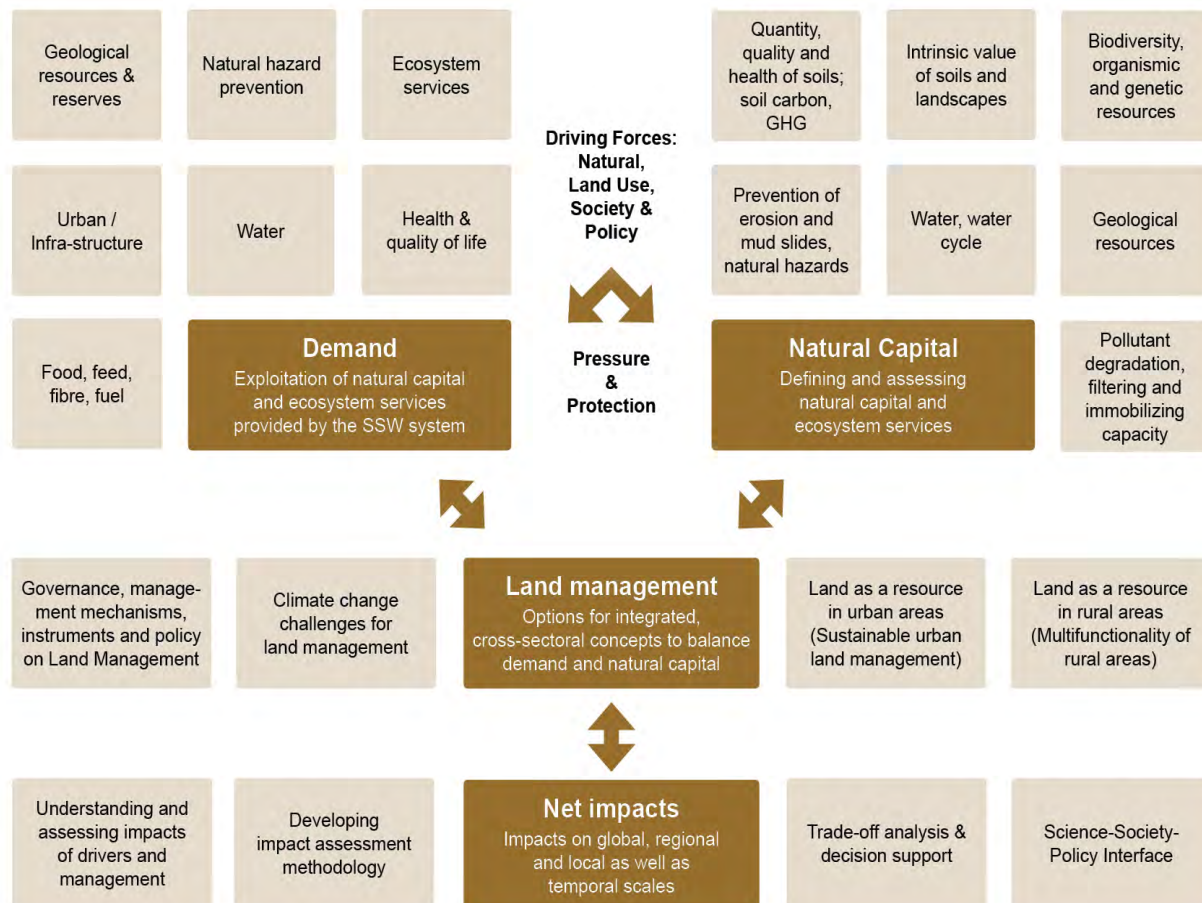 Geological
resources &
reserves
Natural hazard
prevention
Ecosystem
services
Driving Forces:
Natural,
Land Use,
Society &
Policy
Quantity,
quality and
health of soils;
soil carbon,
GHG
Intrinsic value
of soils and
landscapes
Biodiversity,
organismic
and genetic
resources
Urban /
Infra-structure
Water
Health &
quality of life
Prevention of
erosion and
mud slides,
natural hazards
Water, water
cycle
Geological
resources
Food, feed,
fibre, fuel
Demand
Exploitation of natural capital
and ecosystem services
provided by the SSW system
Pressure
&
Protection
Natural Capital
Defining and assessing
natural capital and
ecosystem services
Pollutant
degradation,
filtering and
immobilizing
capacity
Governance, manage-
ment mechanisms,
instruments and policy
on Land Management
Climate change
challenges for
land management
Land management
Options for integrated,
cross-sectoral concepts to balance
demand and natural capital
Land as a resource
in urban areas
(Sustainable urban
land management)
Land as a resource
in rural areas
(Multifunctionality of
rural areas)
Understanding and
assessing impacts
of drivers and
management
Developing
impact assessment
methodology
Net impacts
Impacts on global, regional
and local as well as
temporal scales
Trade-off analysis &
decision support
Science-Society-
Policy Interface